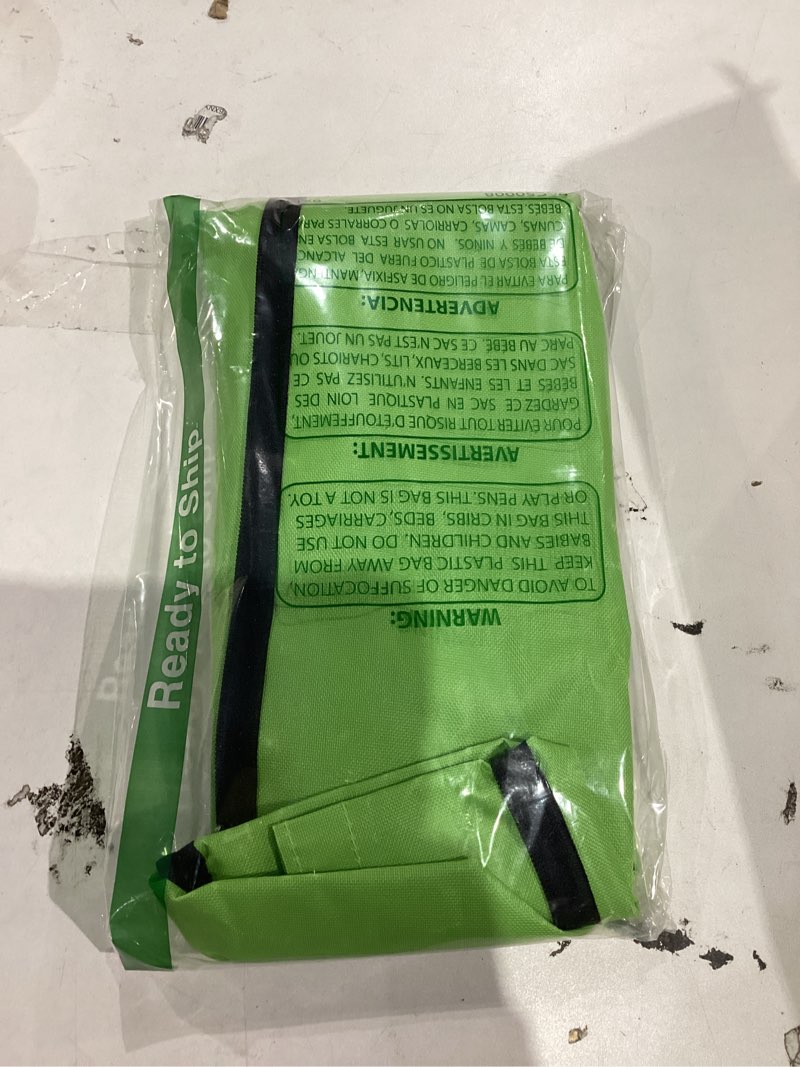 Ready to Ship
WARNING:
TO AVOID DANGER OF SUFFOCATION,
KEEP THIS PLASTIC BAG AWAY FROM
BABIES AND CHILDREN, DO NOT USE
THIS BAG IN CRIBS, BEDS, CARRIAGES
OR PLAY PENS. THIS BAG IS NOT A TOY.
AVERTISSEMENT:
POUR ÉVITER TOUT RISQUE D'ÉTOUFFEMENT,
GARDEZ CE SAC EN PLASTIQUE LOIN DES
BÉBÉS ET LES ENFANTS. N'UTILISEZ PAS CE
SAC DANS LES BERCEAUX, LITS, CHARIOTS OU
PARC AU BÉBÉ. CE SAC N'EST PAS UN JOUET.
ADVERTENCIA:
PARA EVITAR EL PELIGRO DE ASFIXIA,
ESTA BOLSA DE PLASTICO FUERA DEL
DE BEBES Y NINOS. NO USAR ESTA BOLSA EN
CUNAS, CAMAS, CARRIOLAS O CORRALES PARA
BEBES. ESTA BOLSA NO ES UN JUGUETE.